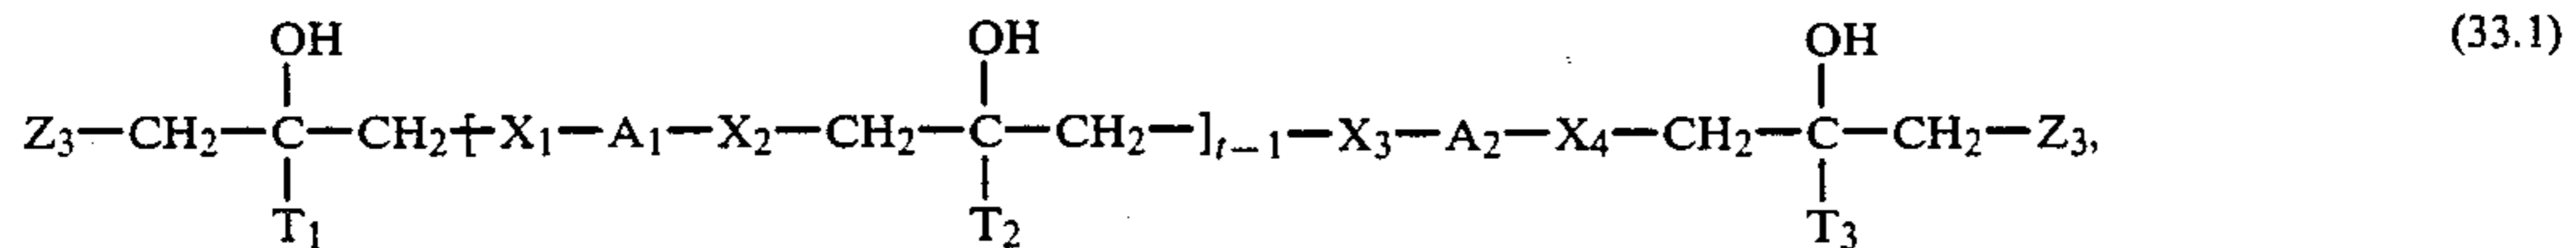 OH OH OH (33.1)
Z₃—CH₂—C—CH₂—[—X₁—A₁—X₂—CH₂—C—CH₂—]ₜ₋₁—X₃—A₂—X₄—CH₂—C—CH₂—Z₃,
T₁ T₂ T₃